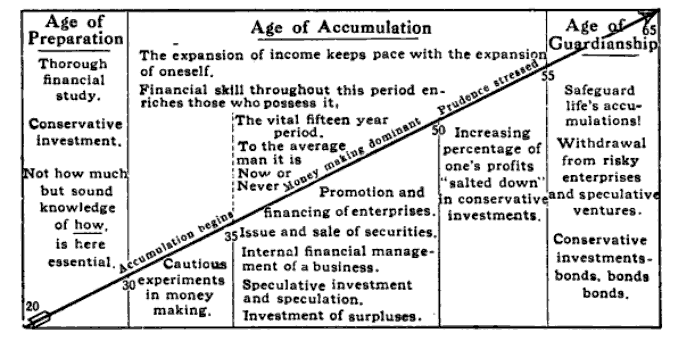 Age of
Preparation
Thorough
financial
study.
Conservative
investment.
Not how much
but sound
knowledge
of how,
is here
essential.
20
Age of Accumulation
The expansion of income keeps pace with the expansion
of oneself.
Financial skill throughout this period en-
riches those who possess it.
Accumulation begins
30
Cautious
experiments
in money
making.
The vital fifteen year
period.
To the average
man it is
Now or
Never
Money making dominant
35
Promotion and
financing of enterprises.
Issue and sale of securities.
Internal financial manage-
ment of a business.
Speculative investment
and speculation.
Investment of surpluses.
Prudence stressed
50
Increasing
percentage of
one's profits
"salted down"
in conservative
investments.
55
Age of
Guardianship
65
Safeguard
life's accu-
mulations!
Withdrawal
from risky
enterprises
and speculative
ventures.
Conservative
investments-
bonds, bonds
bonds.